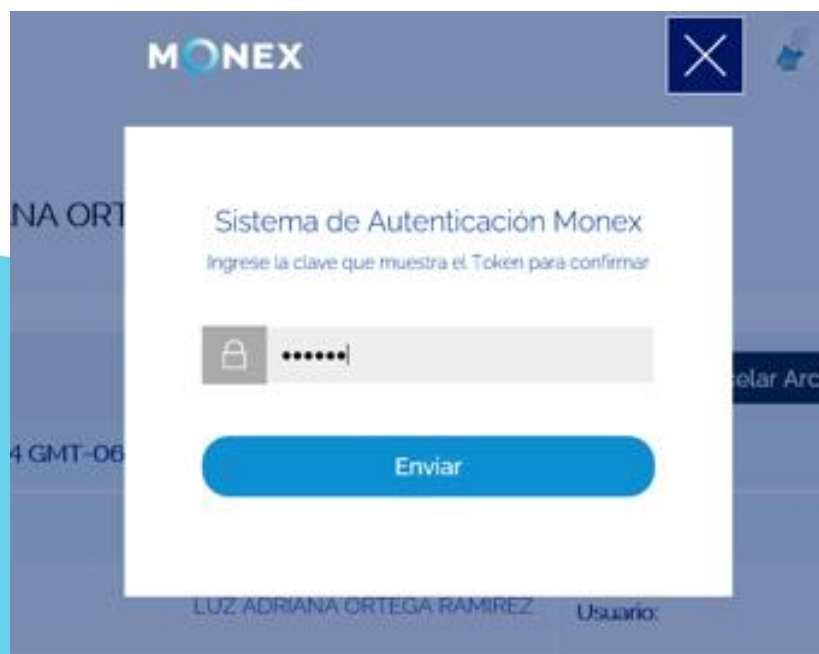 MONEX
NA ORT
Sistema de Autenticación Monex
Ingrese la clave que muestra el Token para confirmar
••••••
elar Arc
4 GMT-06
Enviar
LUZ ADRIANA ORTEGA RAMIREZ
Usuario: